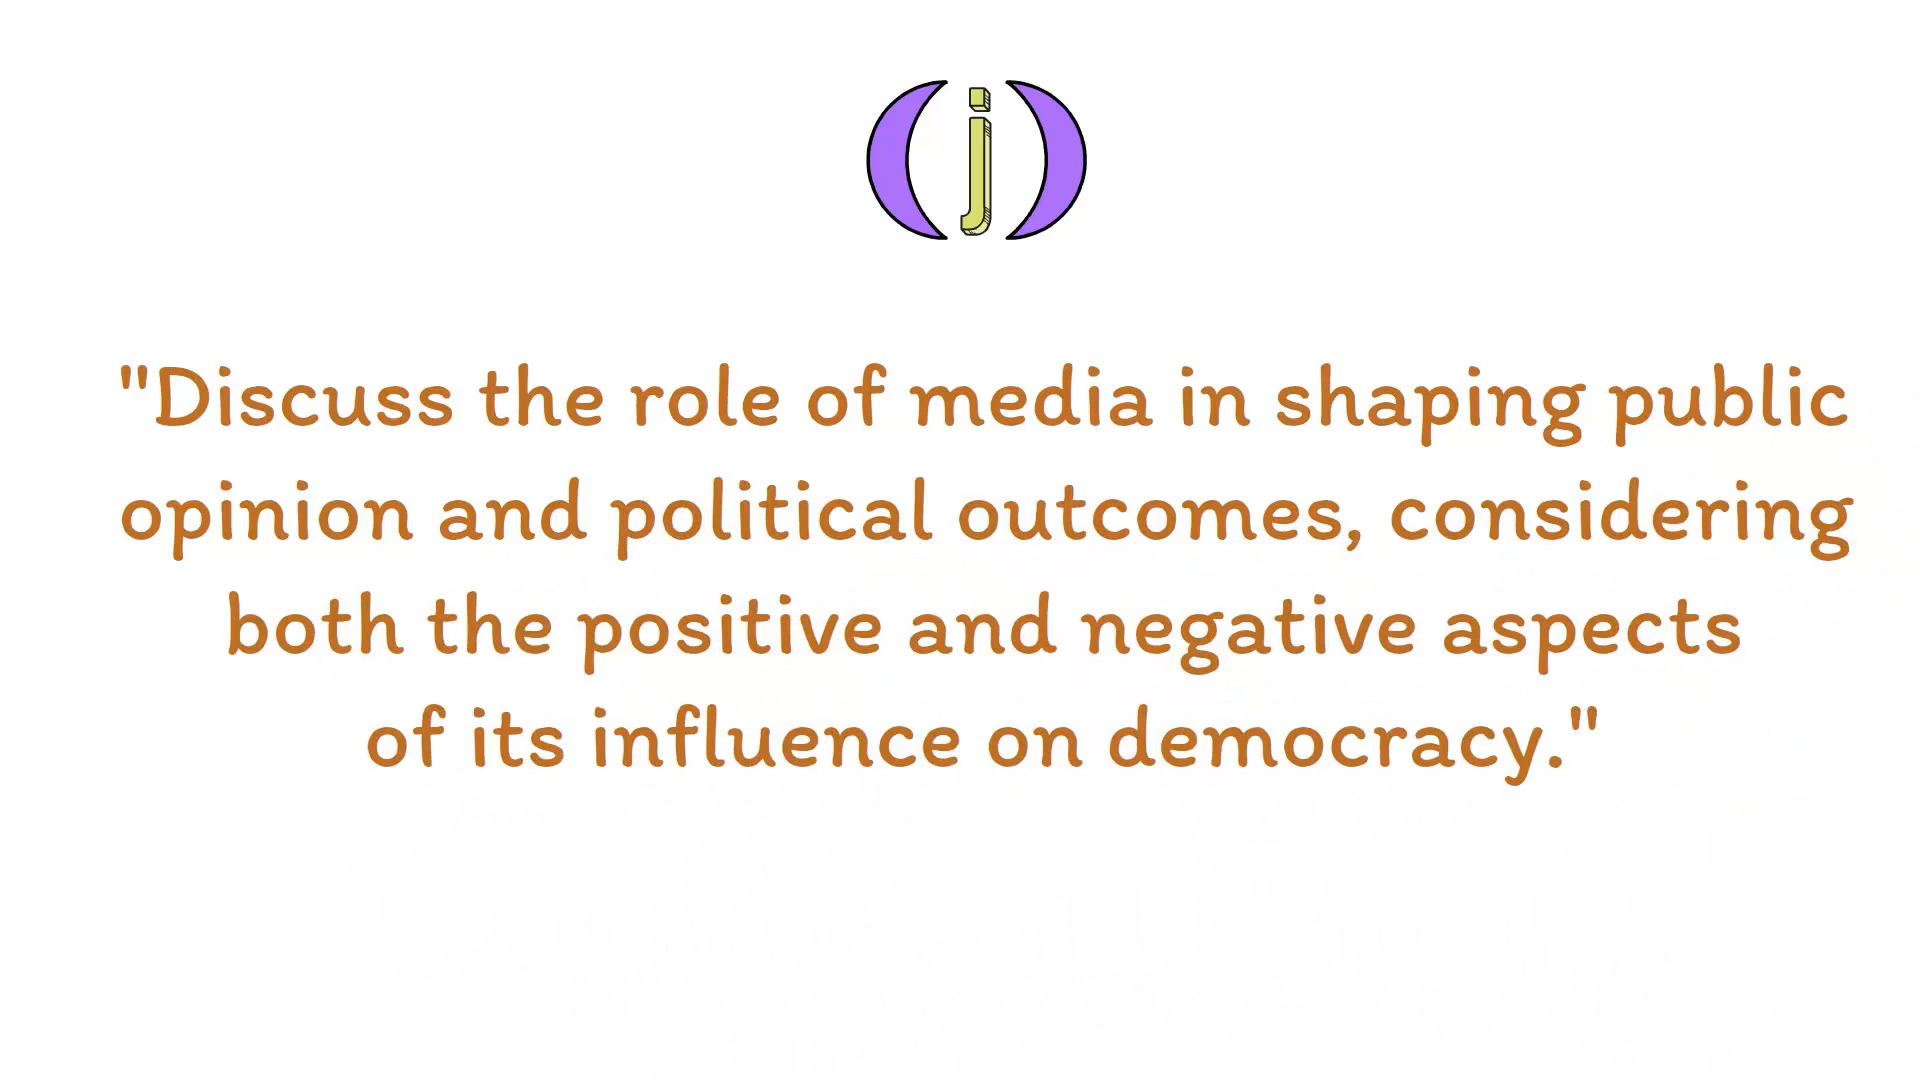 (j)
"Discuss the role of media in shaping public
opinion and political outcomes, considering
both the positive and negative aspects
of its influence on democracy."